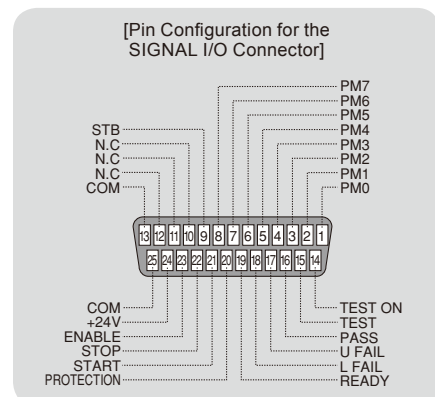 [Pin Configuration for the
SIGNAL I/O Connector]
PM7
PM6
PM5
PM4
PM3
PM2
PM1
PM0
STB
N.C
N.C
N.C
COM
13 12 11 10 9 8 7 6 5 4 3 2 1
25 24 23 22 21 20 19 18 17 16 15 14
COM
+24V
ENABLE
STOP
START
PROTECTION
TEST ON
TEST
PASS
U FAIL
L FAIL
READY